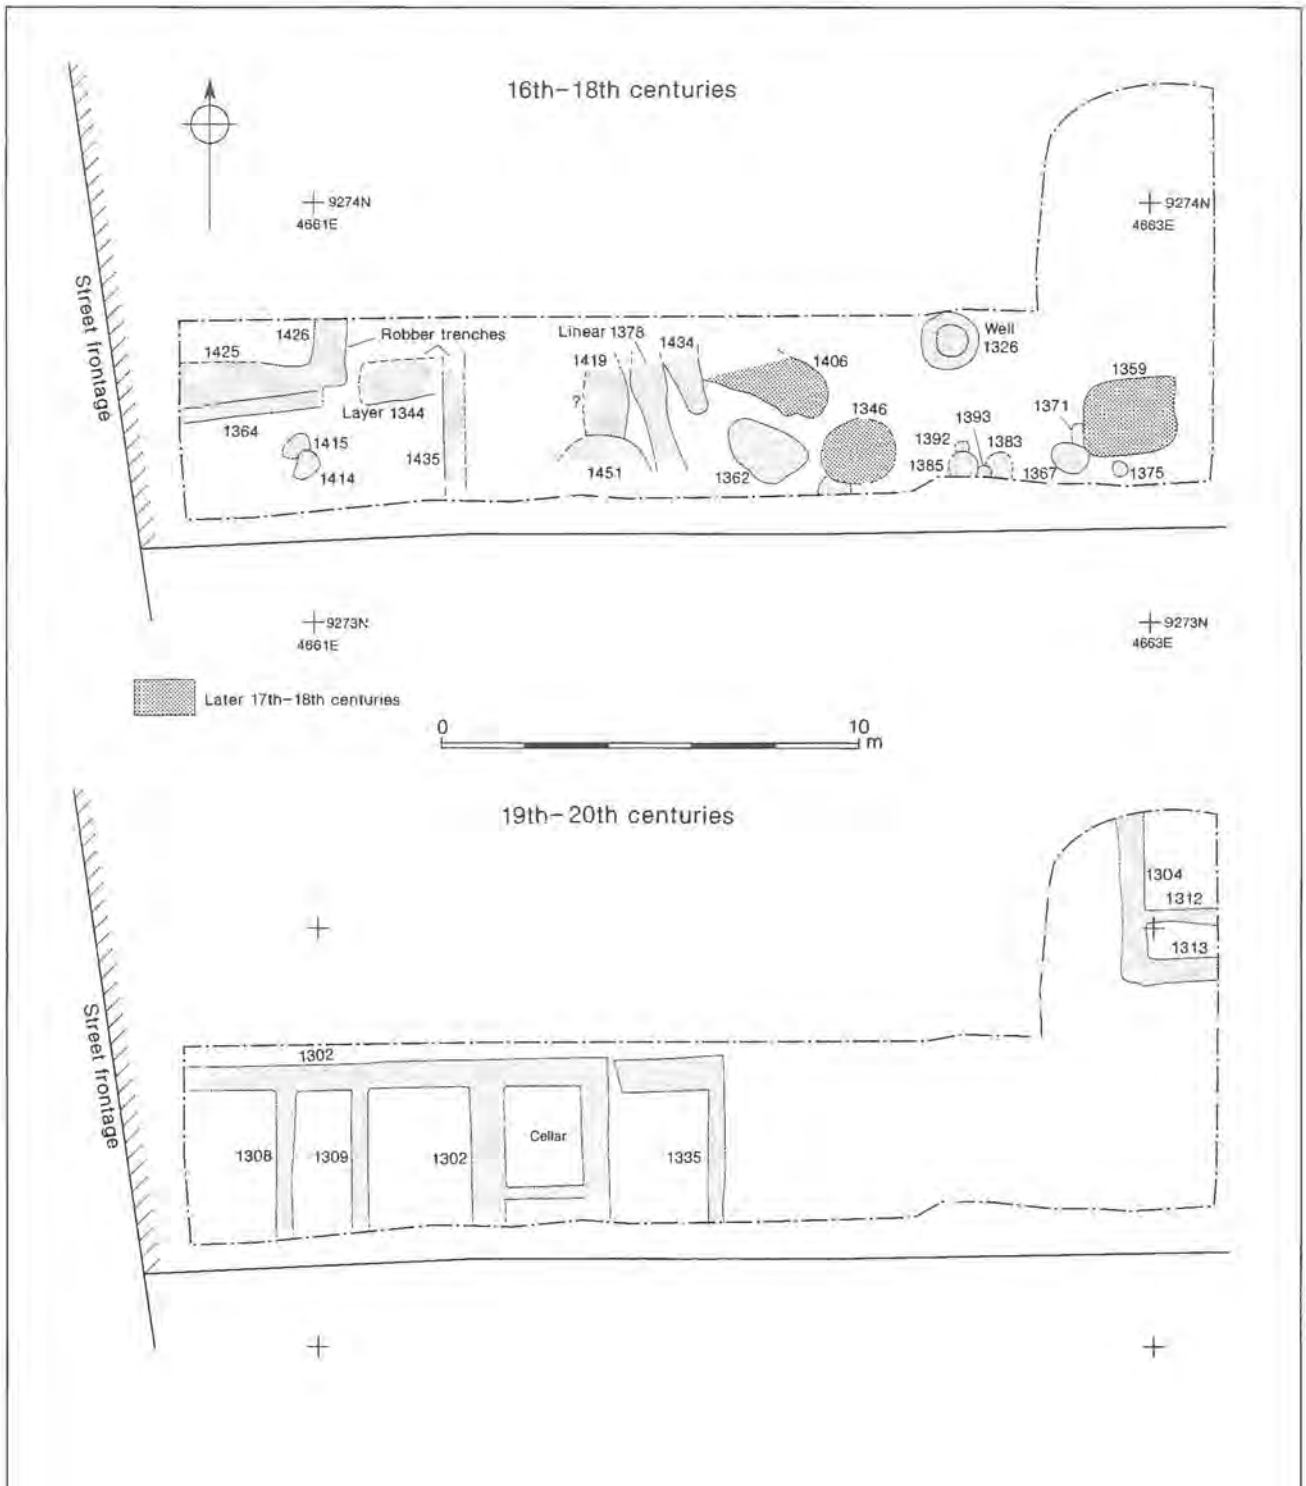 16th-18th centuries
9274N
4661E
9274N
4663E
Street frontage
1426
Robber trenches
Linear 1378
1434
Well
1326
1425
1419
1406
1359
?
Layer 1344
1346
1371
1364
1393
1415
1435
1392
1383
1414
1451
1362
1385
1367
1375
9273N
4661E
9273N
4663E
Later 17th-18th centuries
0
10
m
19th-20th centuries
1304
1312
1313
Street frontage
1302
Cellar
1308
1309
1302
1335